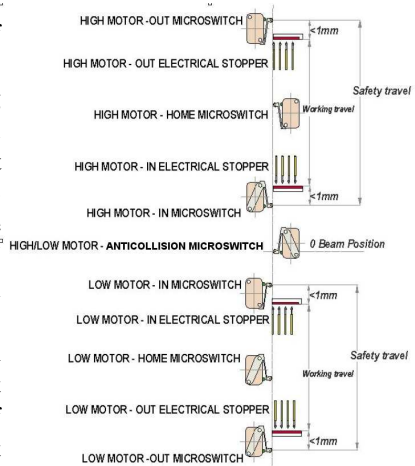 HIGH MOTOR -OUT MICROSWITCH
<1mm
HIGH MOTOR - OUT ELECTRICAL STOPPER
Safety travel
HIGH MOTOR - HOME MICROSWITCH
Working travel
HIGH MOTOR - IN ELECTRICAL STOPPER
<1mm
HIGH MOTOR - IN MICROSWITCH
HIGH/LOW MOTOR - ANTICOLLISION MICROSWITCH
0 Beam Position
LOW MOTOR - IN MICROSWITCH
<1mm
LOW MOTOR - IN ELECTRICAL STOPPER
LOW MOTOR - HOME MICROSWITCH
Safety travel
Working travel
LOW MOTOR - OUT ELECTRICAL STOPPER
<1mm
LOW MOTOR -OUT MICROSWITCH